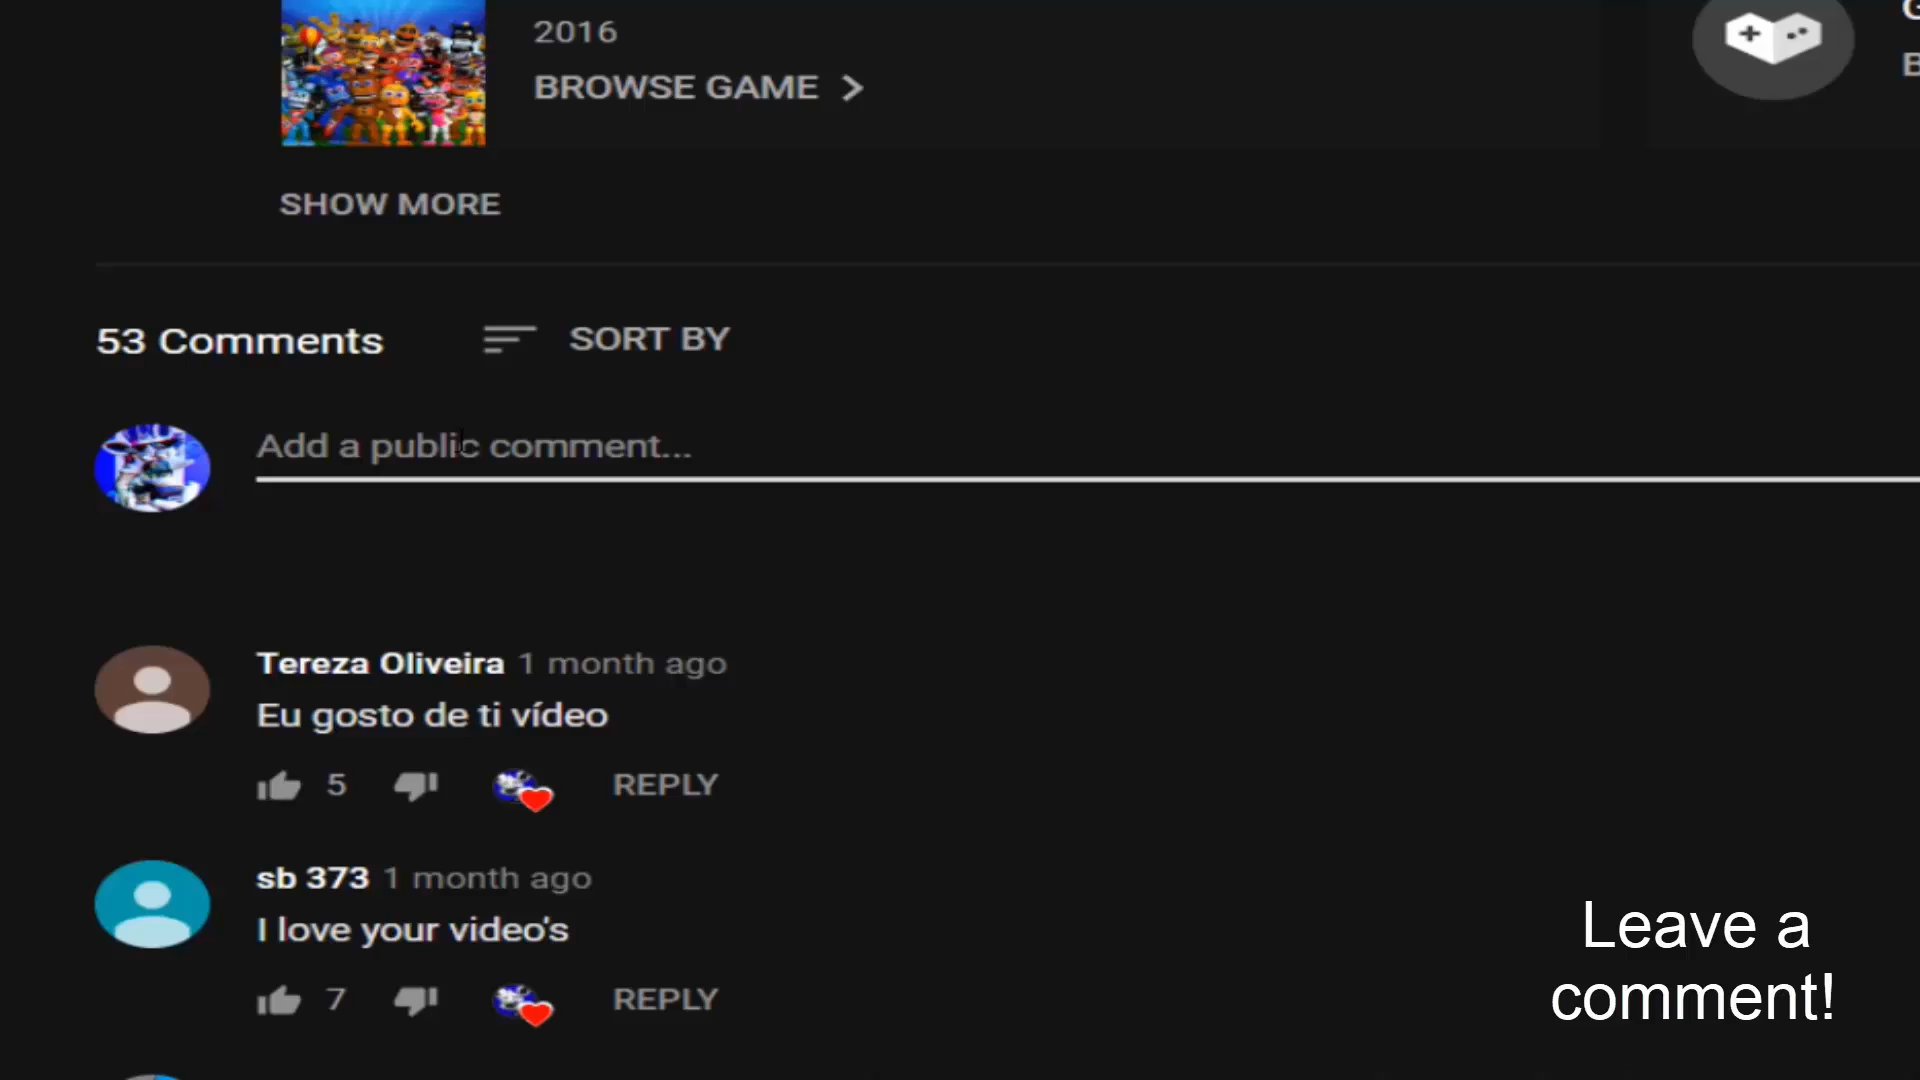 2016
BROWSE GAME
SHOW MORE
53 Comments
SORT BY
Add a public comment...
Tereza Oliveira 1 month ago
Eu gosto de ti vídeo
5
REPLY
sb 373 1 month ago
I love your video's
7
REPLY
Leave a
comment!